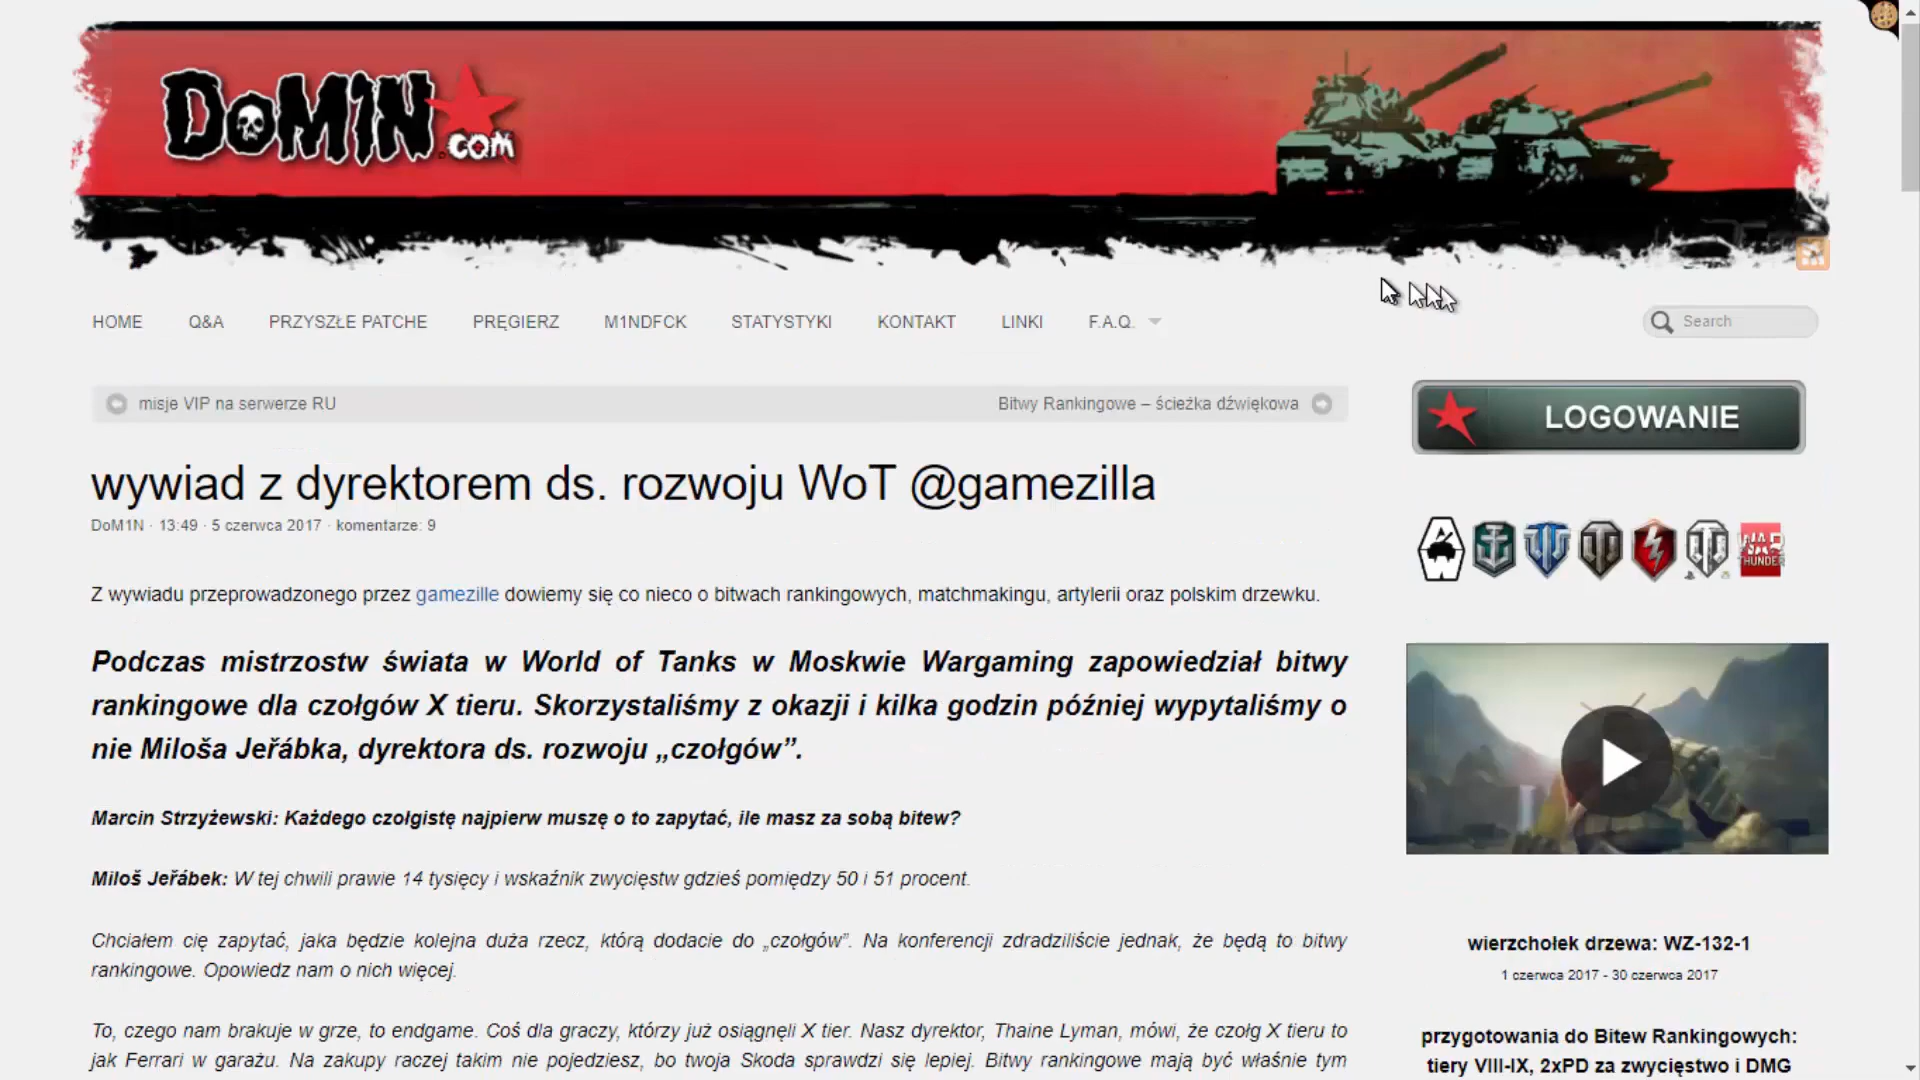 DoM1N.com
HOME Q&A PRZYSZŁE PATCHE PRĘGIERZ M1NDFCK STATYSTYKI KONTAKT LINKI F.A.Q. Search
misje VIP na serwerze RU
Bitwy Rankingowe – ścieżka dźwiękowa
LOGOWANIE
wywiad z dyrektorem ds. rozwoju WoT @gamezilla
DoM1N · 13:49 · 5 czerwca 2017 · komentarze: 9
WAR
THUNDER
Z wywiadu przeprowadzonego przez gamezille dowiemy się co nieco o bitwach rankingowych, matchmakingu, artylerii oraz polskim drzewku.
Podczas mistrzostw świata w World of Tanks w Moskwie Wargaming zapowiedział bitwy
rankingowe dla czołgów X tieru. Skorzystaliśmy z okazji i kilka godzin później wypytaliśmy o
nie Miloša Jeřábka, dyrektora ds. rozwoju „czołgów”.
Marcin Strzyżewski: Każdego czołgistę najpierw muszę o to zapytać, ile masz za sobą bitew?
Miloš Jeřábek: W tej chwili prawie 14 tysięcy i wskaźnik zwycięstw gdzieś pomiędzy 50 i 51 procent.
Chciałem cię zapytać, jaka będzie kolejna duża rzecz, którą dodacie do „czołgów”. Na konferencji zdradziliście jednak, że będą to bitwy
rankingowe. Opowiedz nam o nich więcej.
To, czego nam brakuje w grze, to endgame. Coś dla graczy, którzy już osiągnęli X tier. Nasz dyrektor, Thaine Lyman, mówi, że czołg X tieru to
jak Ferrari w garażu. Na zakupy raczej takim nie pojedziesz, bo twoja Skoda sprawdzi się lepiej. Bitwy rankingowe mają być właśnie tym
wierzchołek drzewa: WZ-132-1
1 czerwca 2017 - 30 czerwca 2017
przygotowania do Bitew Rankingowych:
tiery VIII-IX, 2xPD za zwycięstwo i DMG